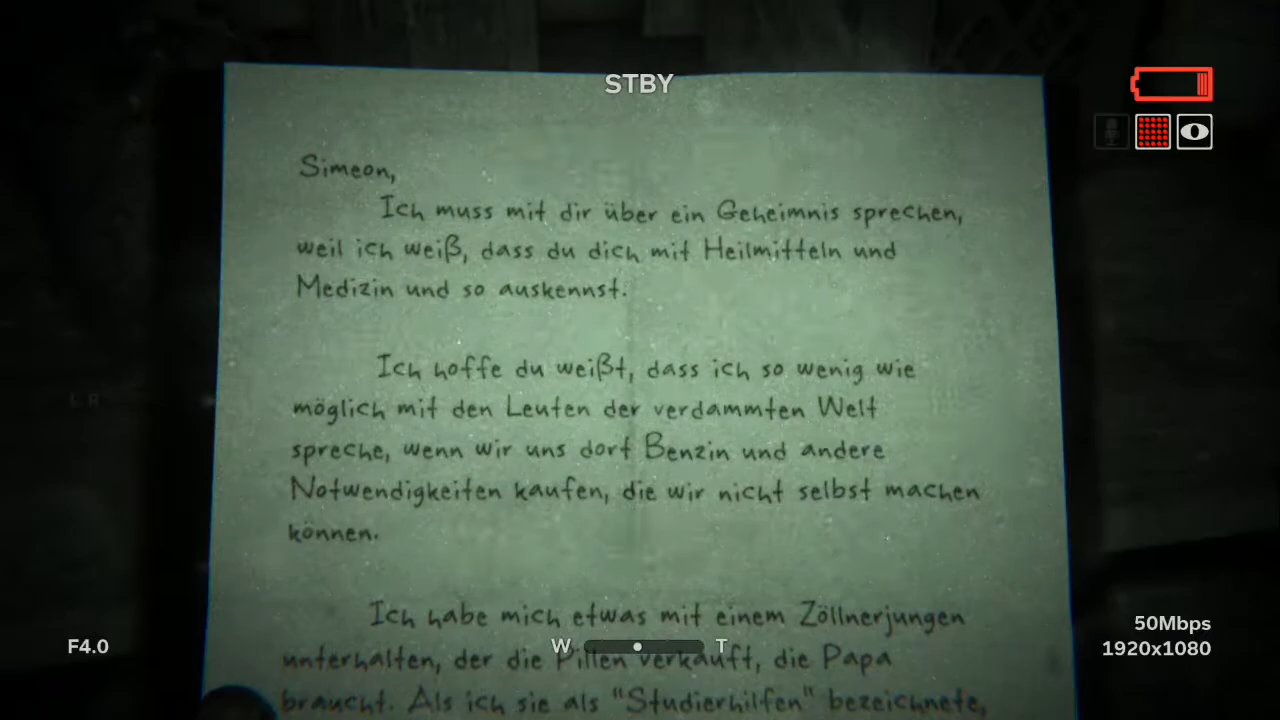 STBY
Simeon,
Ich muss mit dir über ein Geheimnis sprechen,
weil ich weiß, dass du dich mit Heilmitteln und
Medizin und so auskennst.
Ich hoffe du weißt, dass ich so wenig wie
möglich mit den Leuten der verdammten Welt
spreche, wenn wir uns dort Benzin und andere
Notwendigkeiten kaufen, die wir nicht selbst machen
können.
Ich habe mich etwas mit einem Zöllnerjungen
unterhalten, der die Pillen verkauft, die Papa
braucht. Als ich sie als "Studierhilfen" bezeichnete,
F4.0
W T
50Mbps
1920x1080